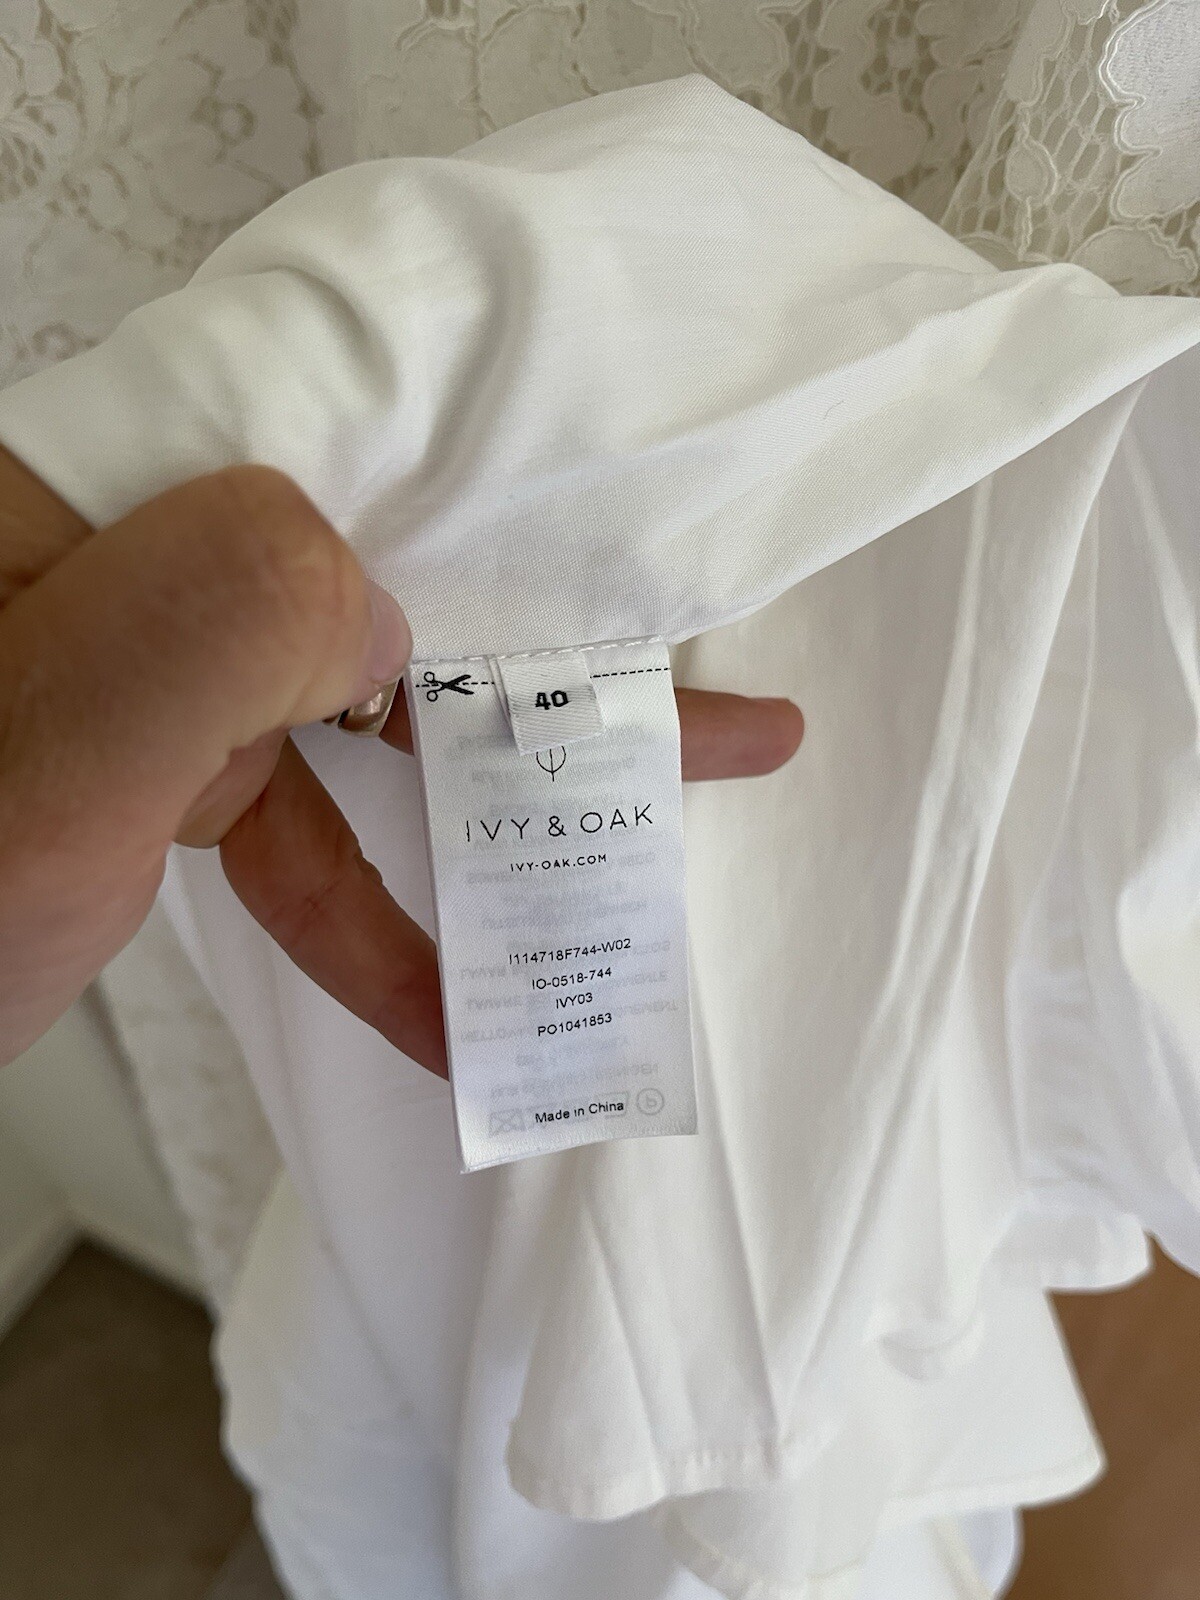 40
IVY & OAK
IVY-OAK.COM
I114718F744-W02
IO-0518-744
IVY03
PO1041853
Made in China